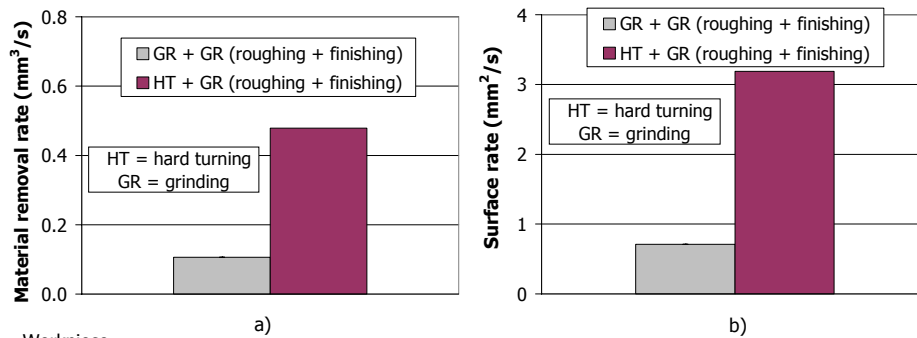 0.8
0.6
0.4
0.2
0.0
Material removal rate (mm³/s)
GR + GR (roughing + finishing)
HT + GR (roughing + finishing)
HT = hard turning
GR = grinding
a)
4
3
2
1
0
Surface rate (mm²/s)
GR + GR (roughing + finishing)
HT + GR (roughing + finishing)
HT = hard turning
GR = grinding
b)